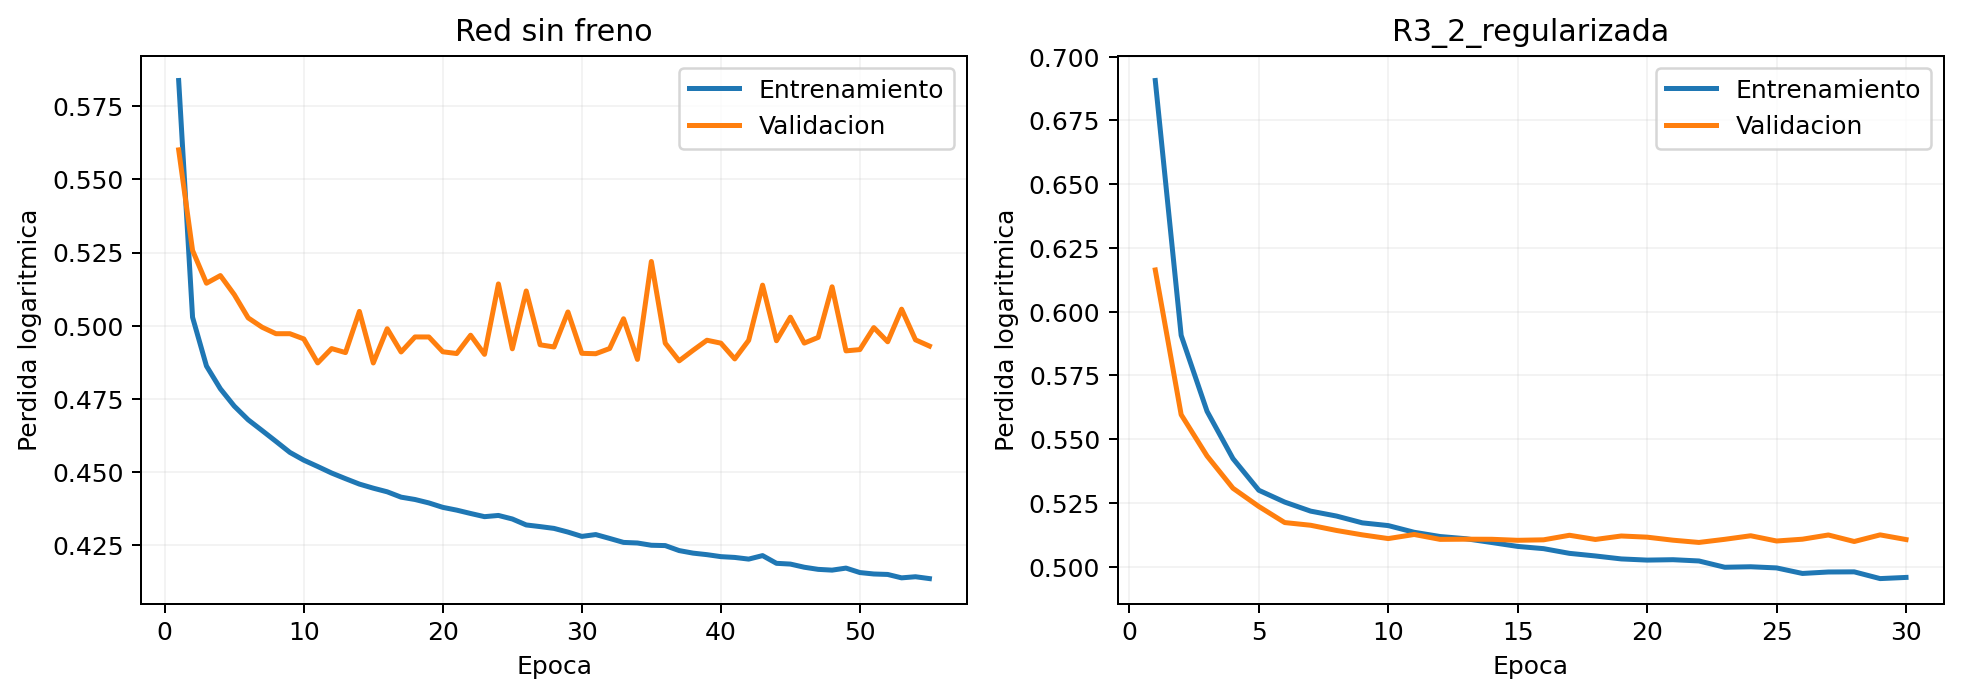 Red sin freno
Perdida logaritmica
0.575
0.550
0.525
0.500
0.475
0.450
0.425
Entrenamiento
Validacion
0
10
20
30
40
50
Epoca
R3_2_regularizada
Perdida logaritmica
0.700
0.675
0.650
0.625
0.600
0.575
0.550
0.525
0.500
Entrenamiento
Validacion
0
5
10
15
20
25
30
Epoca